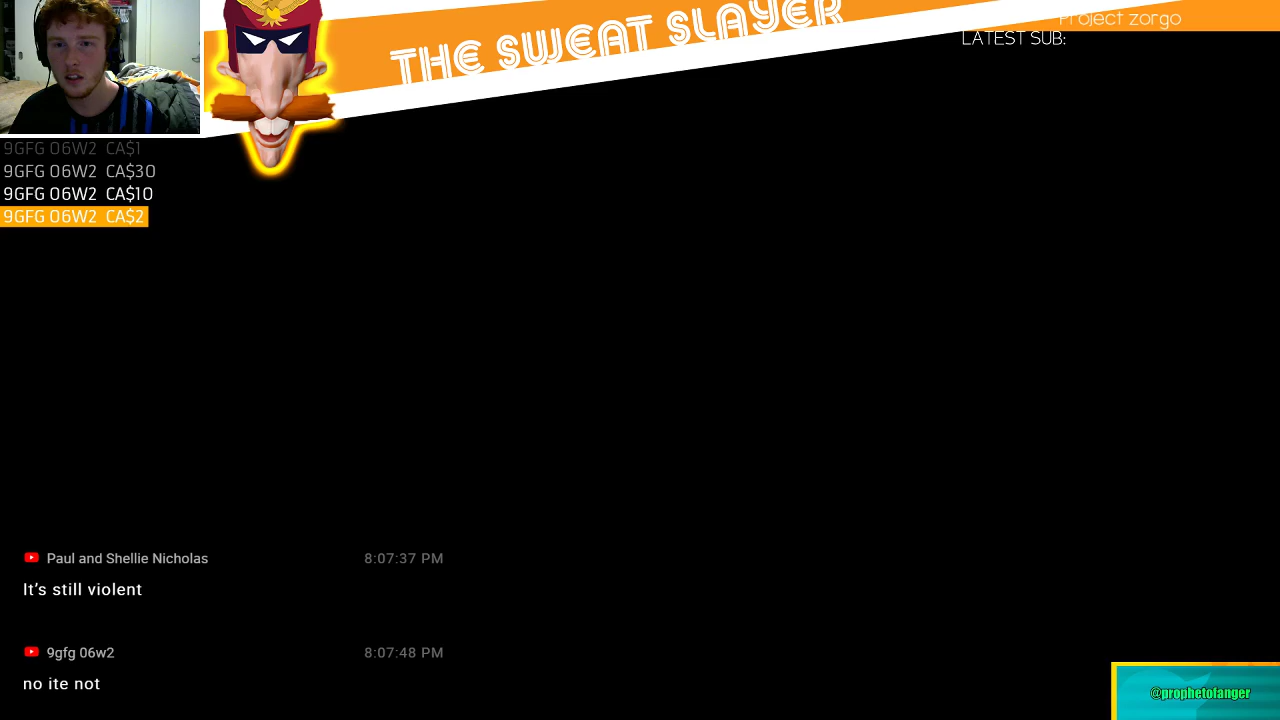 THE SWEAT SLAYER
Project zorgo
LATEST SUB:
9GFG 06W2 CA$1
9GFG 06W2 CA$30
9GFG 06W2 CA$10
9GFG 06W2 CA$2
Paul and Shellie Nicholas 8:07:37 PM
It's still violent
9gfg 06w2 8:07:48 PM
no ite not
@prophetofanger